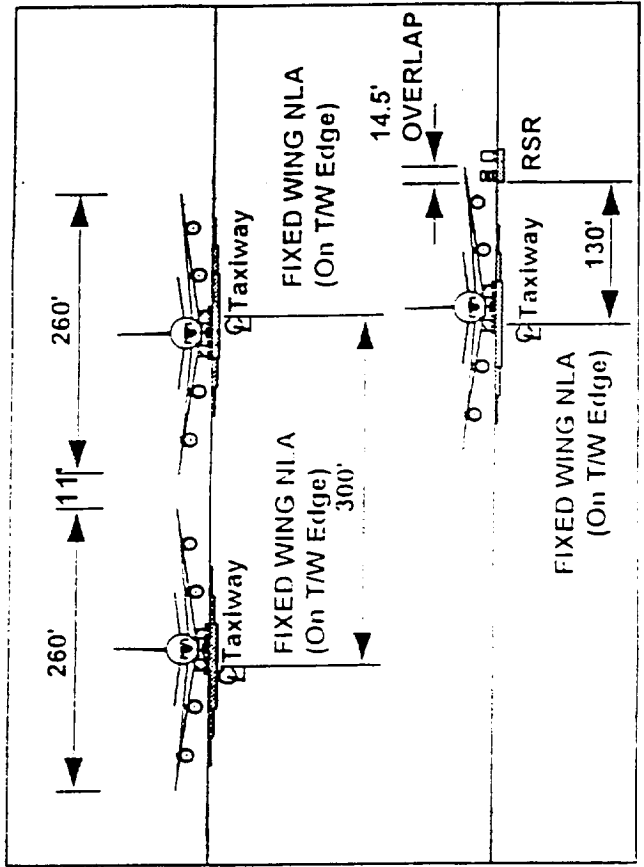 260'
11'
260'
Taxiway
Taxiway
FIXED WING NLA
(On T/W Edge)
300'
FIXED WING NLA
(On T/W Edge)
14.5'
OVERLAP
RSR
Taxiway
130'
FIXED WING NLA
(On T/W Edge)